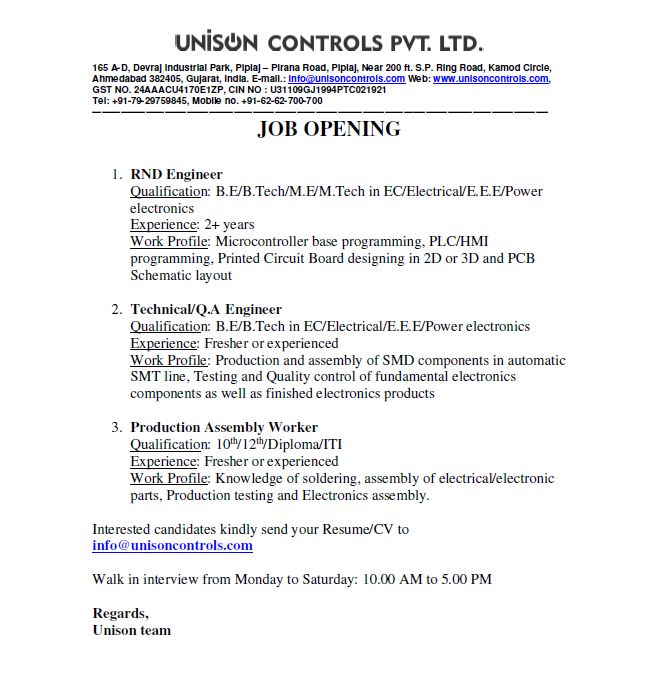 UNISON CONTROLS PVT. LTD.
165 A-D, Devraj Industrial Park, Piplaj – Pirana Road, Piplaj, Near 200 ft. S.P. Ring Road, Kamod Circle,
Ahmedabad 382405, Gujarat, India. E-mail.: info@unisoncontrols.com Web: www.unisoncontrols.com,
GST NO. 24AAACU4170E1ZP, CIN NO : U31109GJ1994PTC021921
Tel: +91-79-29759845, Mobile no. +91-62-62-700-700
JOB OPENING
1. RND Engineer
Qualification: B.E/B.Tech/M.E/M.Tech in EC/Electrical/E.E.E/Power
electronics
Experience: 2+ years
Work Profile: Microcontroller base programming, PLC/HMI
programming, Printed Circuit Board designing in 2D or 3D and PCB
Schematic layout
2. Technical/Q.A Engineer
Qualification: B.E/B.Tech in EC/Electrical/E.E.E/Power electronics
Experience: Fresher or experienced
Work Profile: Production and assembly of SMD components in automatic
SMT line, Testing and Quality control of fundamental electronics
components as well as finished electronics products
3. Production Assembly Worker
Qualification: 10th/12th/Diploma/ITI
Experience: Fresher or experienced
Work Profile: Knowledge of soldering, assembly of electrical/electronic
parts, Production testing and Electronics assembly.
Interested candidates kindly send your Resume/CV to
info@unisoncontrols.com
Walk in interview from Monday to Saturday: 10.00 AM to 5.00 PM
Regards,
Unison team